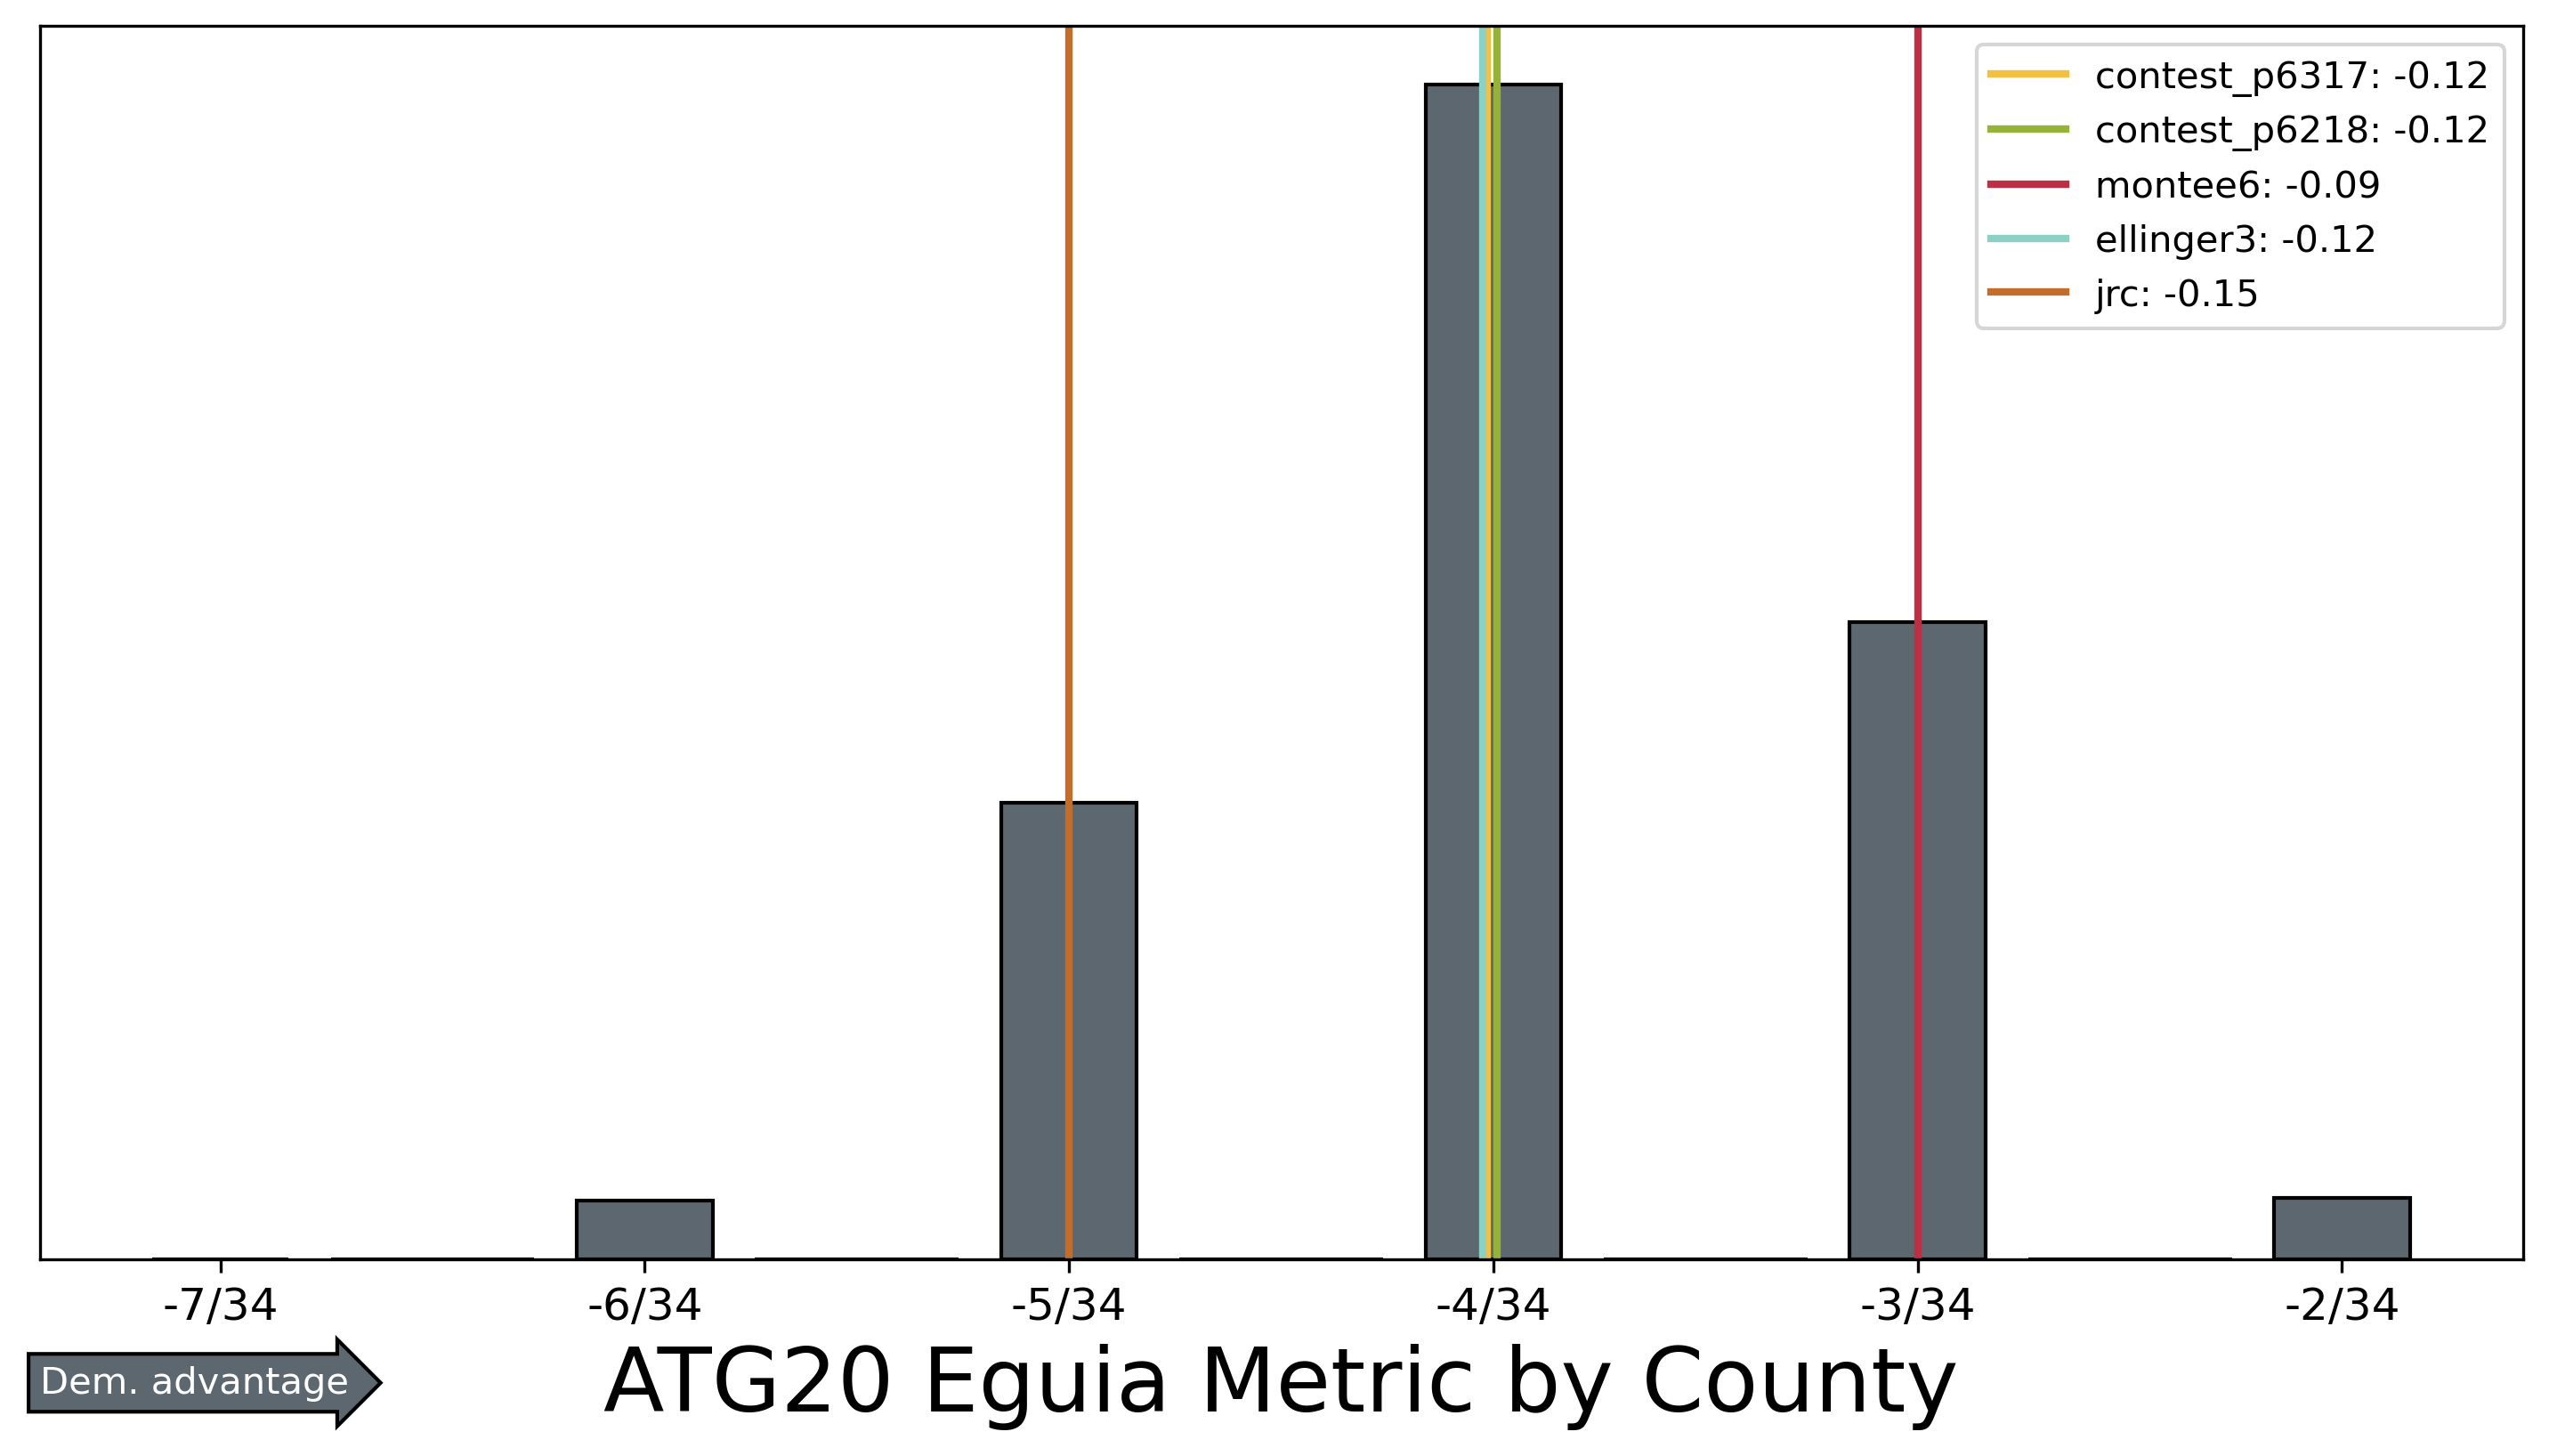 contest_p6317: -0.12
contest_p6218: -0.12
montee6: -0.09
ellinger3: -0.12
jrc: -0.15
-7/34 -6/34 -5/34 -4/34 -3/34 -2/34
Dem. advantage
ATG20 Eguia Metric by County